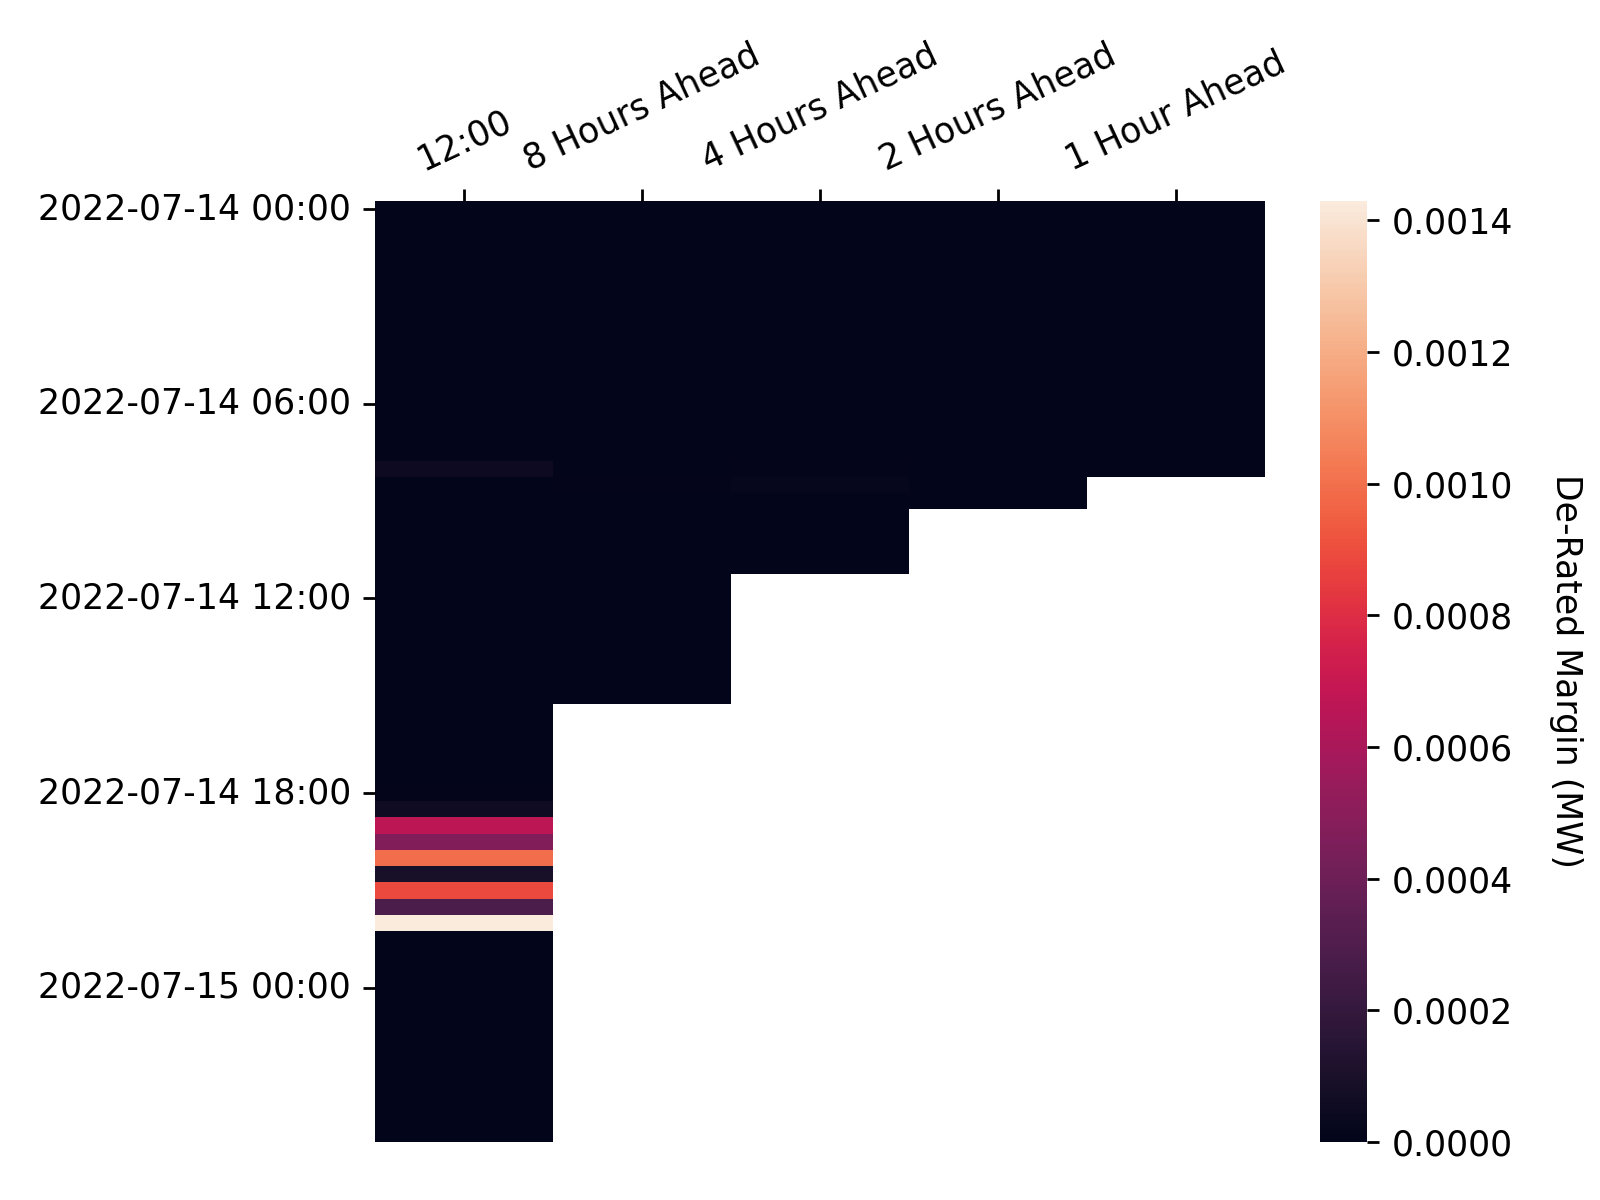 12:00
8 Hours Ahead
4 Hours Ahead
2 Hours Ahead
1 Hour Ahead
2022-07-14 00:00
2022-07-14 06:00
2022-07-14 12:00
2022-07-14 18:00
2022-07-15 00:00
0.0014
0.0012
0.0010
0.0008
0.0006
0.0004
0.0002
0.0000
De-Rated Margin (MW)